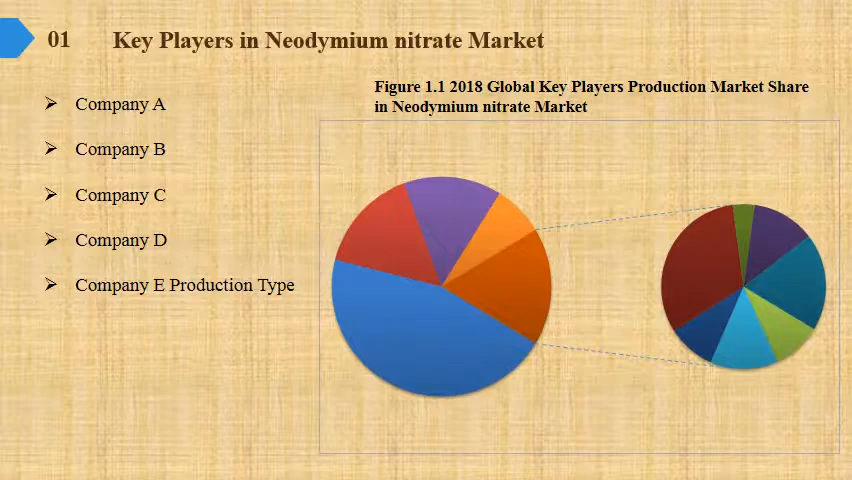 01 Key Players in Neodymium nitrate Market
Figure 1.1 2018 Global Key Players Production Market Share
in Neodymium nitrate Market
Company A
Company B
Company C
Company D
Company E Production Type